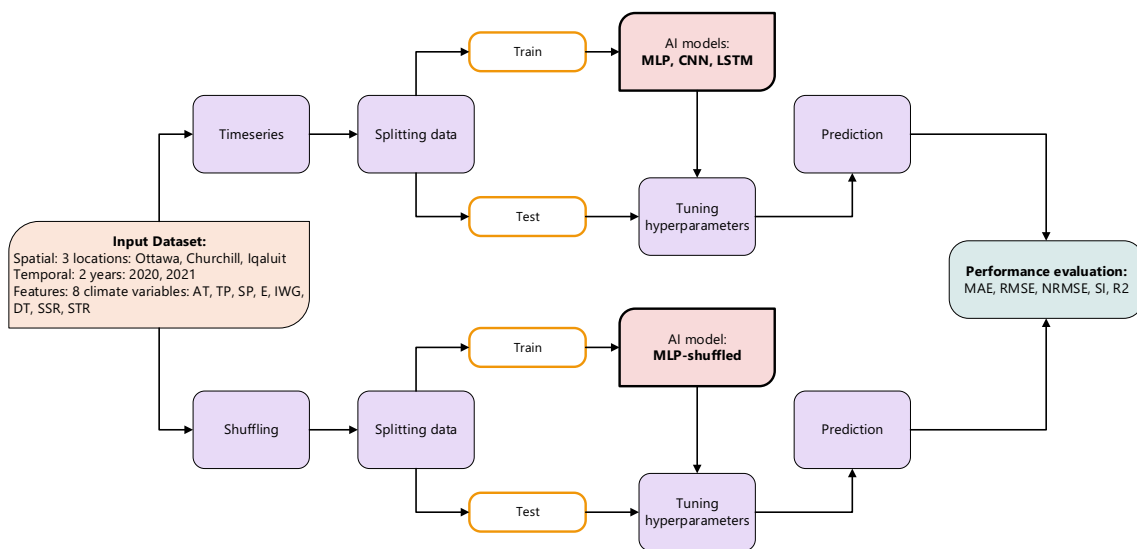 Train
AI models:
MLP, CNN, LSTM
Timeseries
Splitting data
Prediction
Test
Tuning
hyperparameters
Input Dataset:
Spatial: 3 locations: Ottawa, Churchill, Iqaluit
Temporal: 2 years: 2020, 2021
Features: 8 climate variables: AT, TP, SP, E, IWG,
DT, SSR, STR
Performance evaluation:
MAE, RMSE, NRMSE, SI, R2
Train
AI model:
MLP-shuffled
Shuffling
Splitting data
Prediction
Test
Tuning
hyperparameters